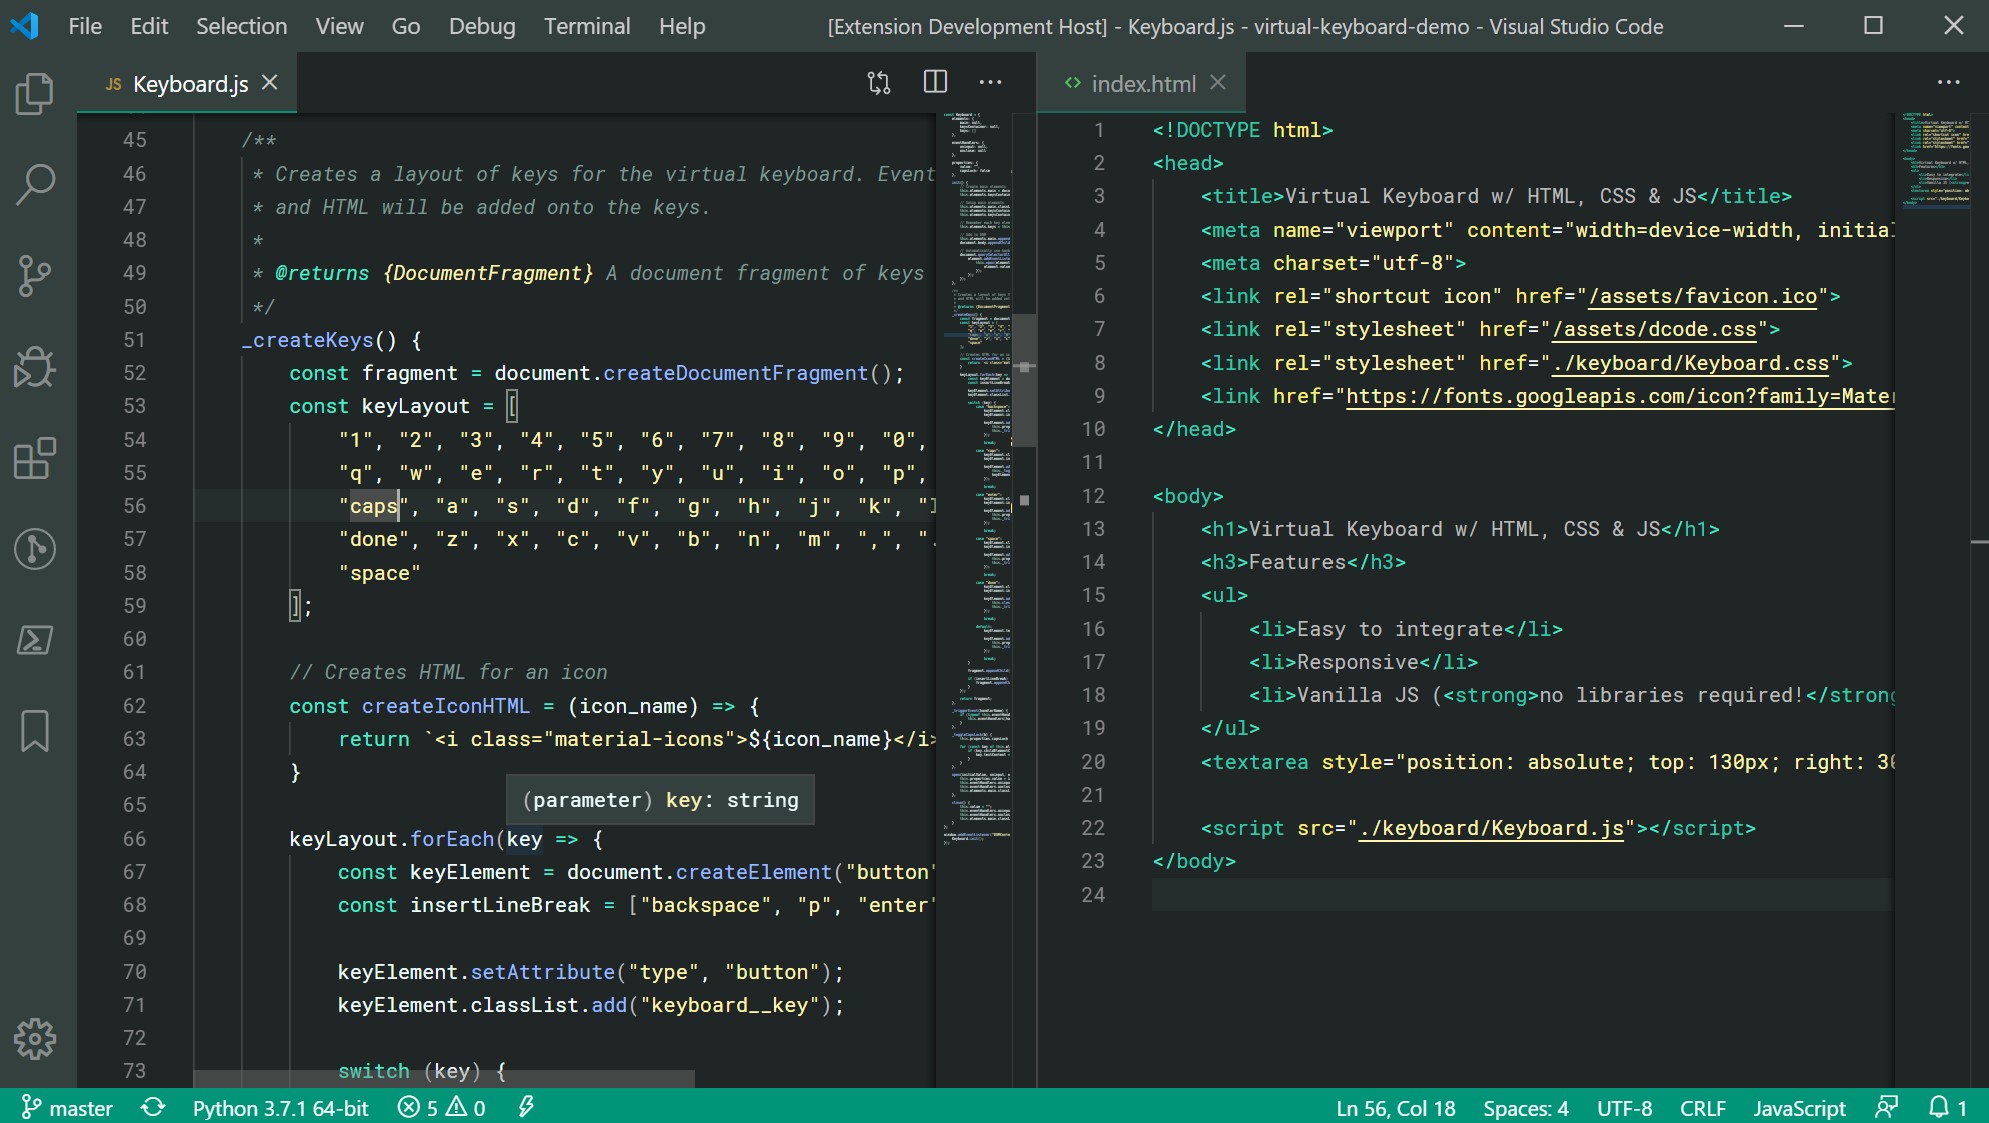 File Edit Selection View Go Debug Terminal Help [Extension Development Host] - Keyboard.js - virtual-keyboard-demo - Visual Studio Code
JS Keyboard.js
45 /**
46 * Creates a layout of keys for the virtual keyboard. Event
47 * and HTML will be added onto the keys.
48 *
49 * @returns {DocumentFragment} A document fragment of keys
50 */
51 _createKeys() {
52 const fragment = document.createDocumentFragment();
53 const keyLayout = [
54 "1", "2", "3", "4", "5", "6", "7", "8", "9", "0",
55 "q", "w", "e", "r", "t", "y", "u", "i", "o", "p",
56 "caps", "a", "s", "d", "f", "g", "h", "j", "k", "l
57 "done", "z", "x", "c", "v", "b", "n", "m", ",", ".
58 "space"
59 ];
60
61 // Creates HTML for an icon
62 const createIconHTML = (icon_name) => {
63 return `<i class="material-icons">${icon_name}</i>
64 }
(parameter) key: string
65
66 keyLayout.forEach(key => {
67 const keyElement = document.createElement("button"
68 const insertLineBreak = ["backspace", "p", "enter"
69
70 keyElement.setAttribute("type", "button");
71 keyElement.classList.add("keyboard__key");
72
73 switch (key) {
<> index.html
1 <!DOCTYPE html>
2 <head>
3 <title>Virtual Keyboard w/ HTML, CSS & JS</title>
4 <meta name="viewport" content="width=device-width, initial
5 <meta charset="utf-8">
6 <link rel="shortcut icon" href="/assets/favicon.ico">
7 <link rel="stylesheet" href="/assets/dcode.css">
8 <link rel="stylesheet" href="./keyboard/Keyboard.css">
9 <link href="https://fonts.googleapis.com/icon?family=Mater
10 </head>
11
12 <body>
13 <h1>Virtual Keyboard w/ HTML, CSS & JS</h1>
14 <h3>Features</h3>
15 <ul>
16 <li>Easy to integrate</li>
17 <li>Responsive</li>
18 <li>Vanilla JS (<strong>no libraries required!</strong
19 </ul>
20 <textarea style="position: absolute; top: 130px; right: 30
21
22 <script src="./keyboard/Keyboard.js"></script>
23 </body>
24
master Python 3.7.1 64-bit 5 0 Ln 56, Col 18 Spaces: 4 UTF-8 CRLF JavaScript 1